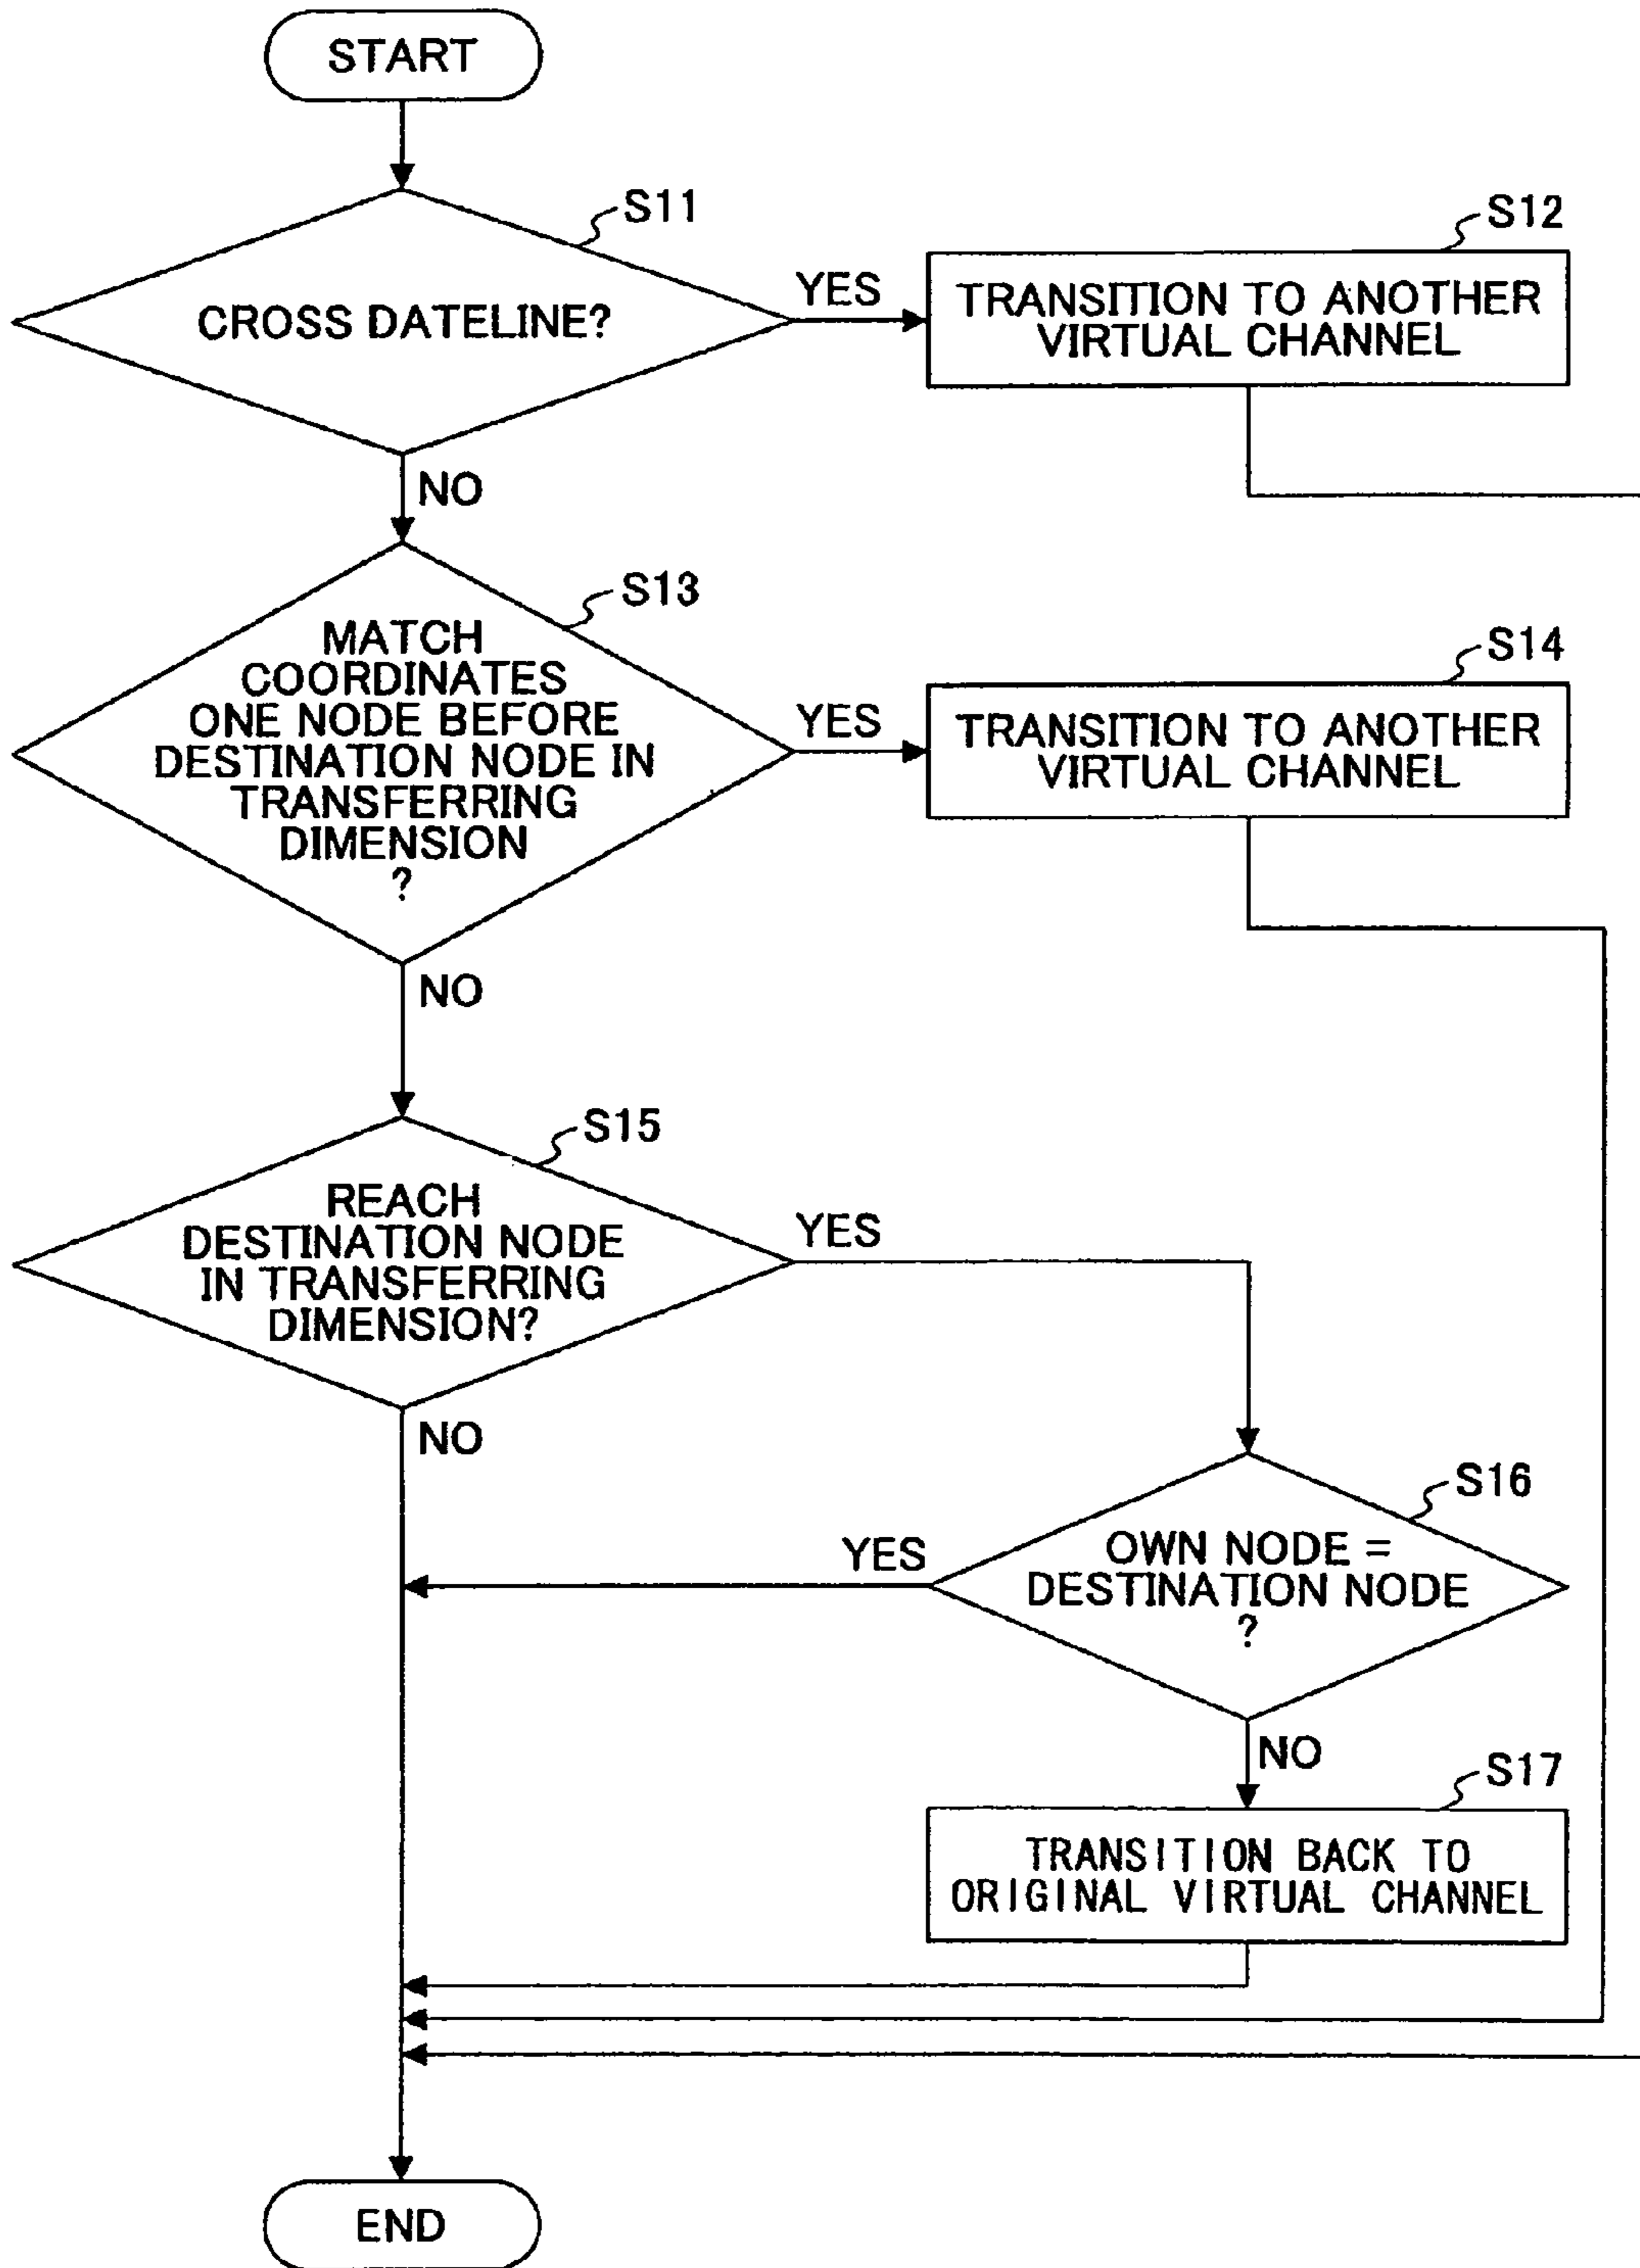 START
S11
CROSS DATELINE?
YES
S12
TRANSITION TO ANOTHER
VIRTUAL CHANNEL
NO
S13
MATCH
COORDINATES
ONE NODE BEFORE
DESTINATION NODE IN
TRANSFERRING
DIMENSION
?
YES
S14
TRANSITION TO ANOTHER
VIRTUAL CHANNEL
NO
S15
REACH
DESTINATION NODE
IN TRANSFERRING
DIMENSION?
YES
NO
S16
OWN NODE =
DESTINATION NODE
?
YES
NO
S17
TRANSITION BACK TO
ORIGINAL VIRTUAL CHANNEL
END